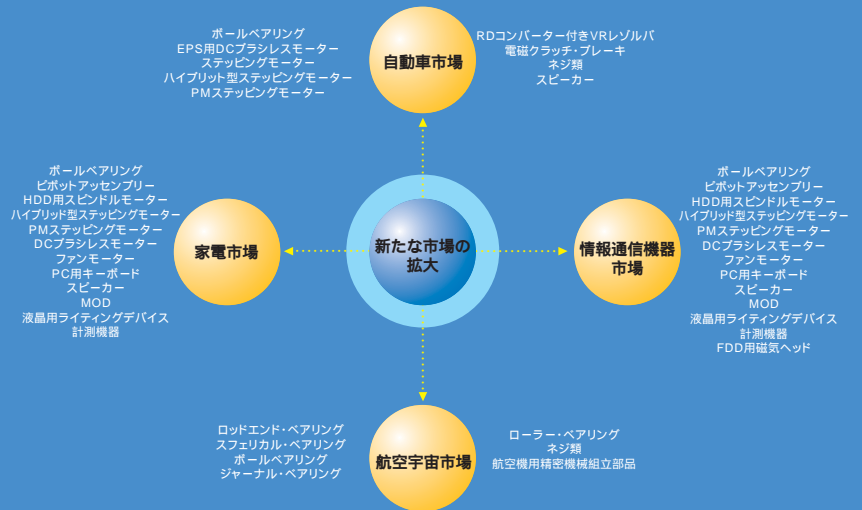 ボールベアリング
EPS用DCブラシレスモーター
ステッピングモーター
ハイブリット型ステッピングモーター
PMステッピングモーター
自動車市場
RDコンバーター付きVRレゾルバ
電磁クラッチ・ブレーキ
ネジ類
スピーカー
ボールベアリング
ピボットアッセンブリー
HDD用スピンドルモーター
ハイブリッド型ステッピングモーター
PMステッピングモーター
DCブラシレスモーター
ファンモーター
PC用キーボード
スピーカー
MOD
液晶用ライティングデバイス
計測機器
家電市場
新たな市場の
拡大
情報通信機器
市場
ボールベアリング
ピボットアッセンブリー
HDD用スピンドルモーター
ハイブリッド型ステッピングモーター
PMステッピングモーター
DCブラシレスモーター
ファンモーター
PC用キーボード
スピーカー
MOD
液晶用ライティングデバイス
計測機器
FDD用磁気ヘッド
ロッドエンド・ベアリング
スフェリカル・ベアリング
ボールベアリング
ジャーナル・ベアリング
航空宇宙市場
ローラー・ベアリング
ネジ類
航空機用精密機械組立部品